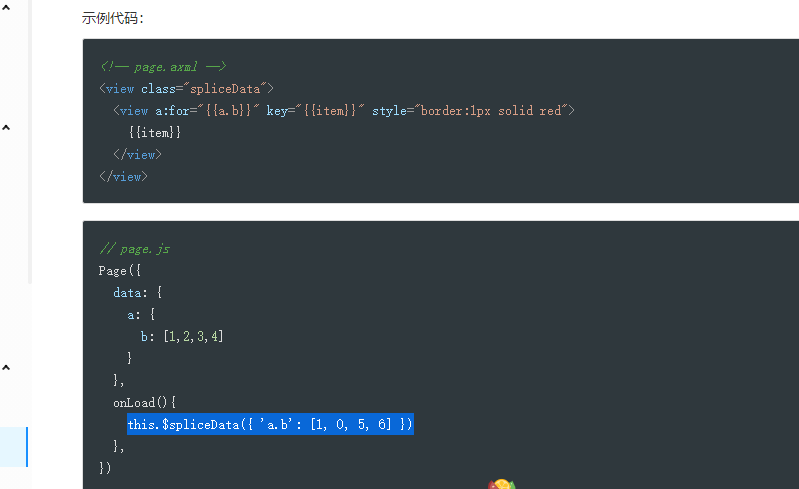 示例代码：
<!-- page.axml -->
<view class="spliceData">
  <view a:for="{{a.b}}" key="{{item}}" style="border:1px solid red">
    {{item}}
  </view>
</view>
// page.js
Page({
  data: {
    a: {
      b: [1,2,3,4]
    }
  },
  onLoad(){
    this.$spliceData({ 'a.b': [1, 0, 5, 6] })
  },
})